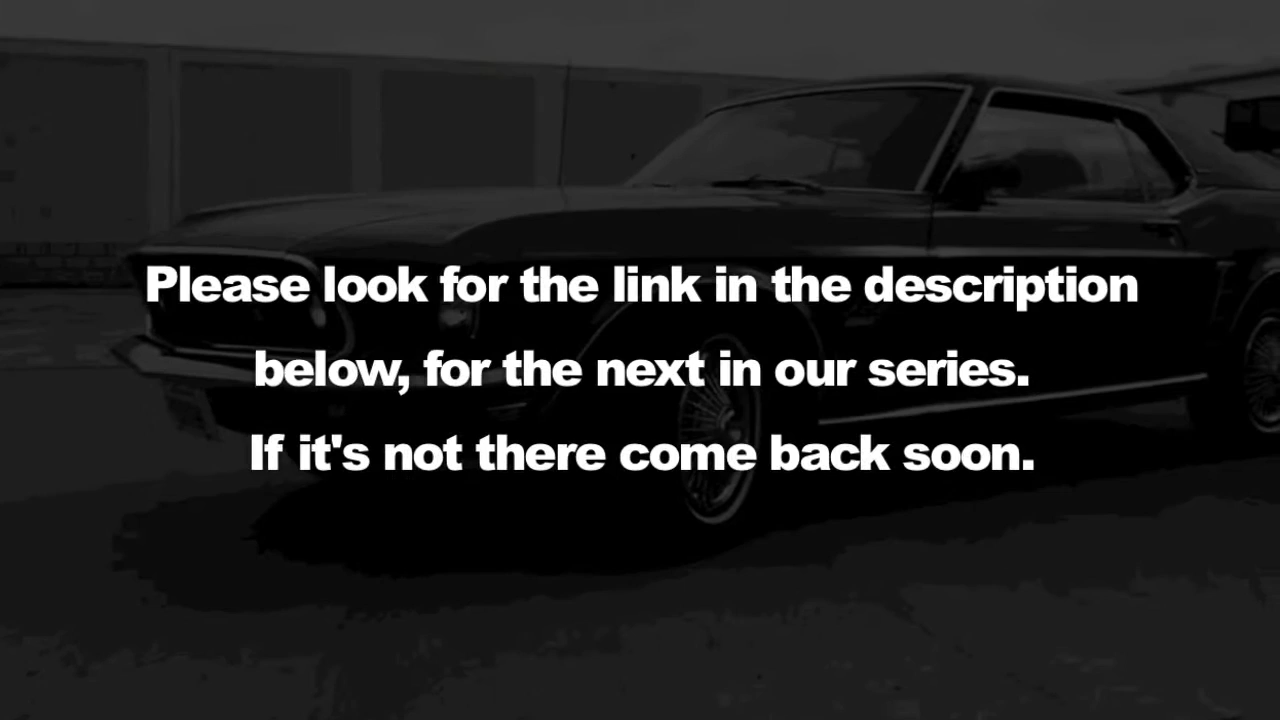 Please look for the link in the description
below, for the next in our series.
If it's not there come back soon.